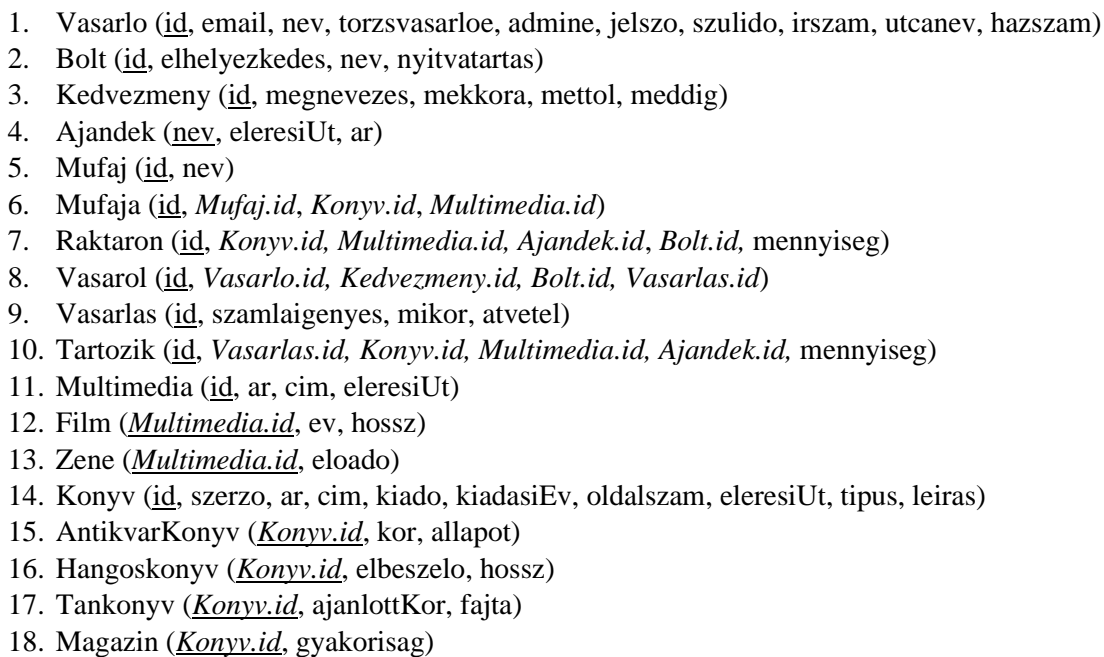 1. Vasarlo (id, email, nev, torzsvasarloe, admine, jelszo, szulido, irszam, utcanev, hazszam)
2. Bolt (id, elhelyezkedes, nev, nyitvatartas)
3. Kedvezmeny (id, megnevezes, mekkora, mettol, meddig)
4. Ajandek (nev, eleresiUt, ar)
5. Mufaj (id, nev)
6. Mufaja (id, Mufaj.id, Konyv.id, Multimedia.id)
7. Raktaron (id, Konyv.id, Multimedia.id, Ajandek.id, Bolt.id, mennyiseg)
8. Vasarol (id, Vasarlo.id, Kedvezmeny.id, Bolt.id, Vasarlas.id)
9. Vasarlas (id, szamlaigenyes, mikor, atvetel)
10. Tartozik (id, Vasarlas.id, Konyv.id, Multimedia.id, Ajandek.id, mennyiseg)
11. Multimedia (id, ar, cim, eleresiUt)
12. Film (Multimedia.id, ev, hossz)
13. Zene (Multimedia.id, eloado)
14. Konyv (id, szerzo, ar, cim, kiado, kiadasiEv, oldalszam, eleresiUt, tipus, leiras)
15. AntikvarKonyv (Konyv.id, kor, allapot)
16. Hangoskonyv (Konyv.id, elbeszelo, hossz)
17. Tankonyv (Konyv.id, ajanlottKor, fajta)
18. Magazin (Konyv.id, gyakorisag)